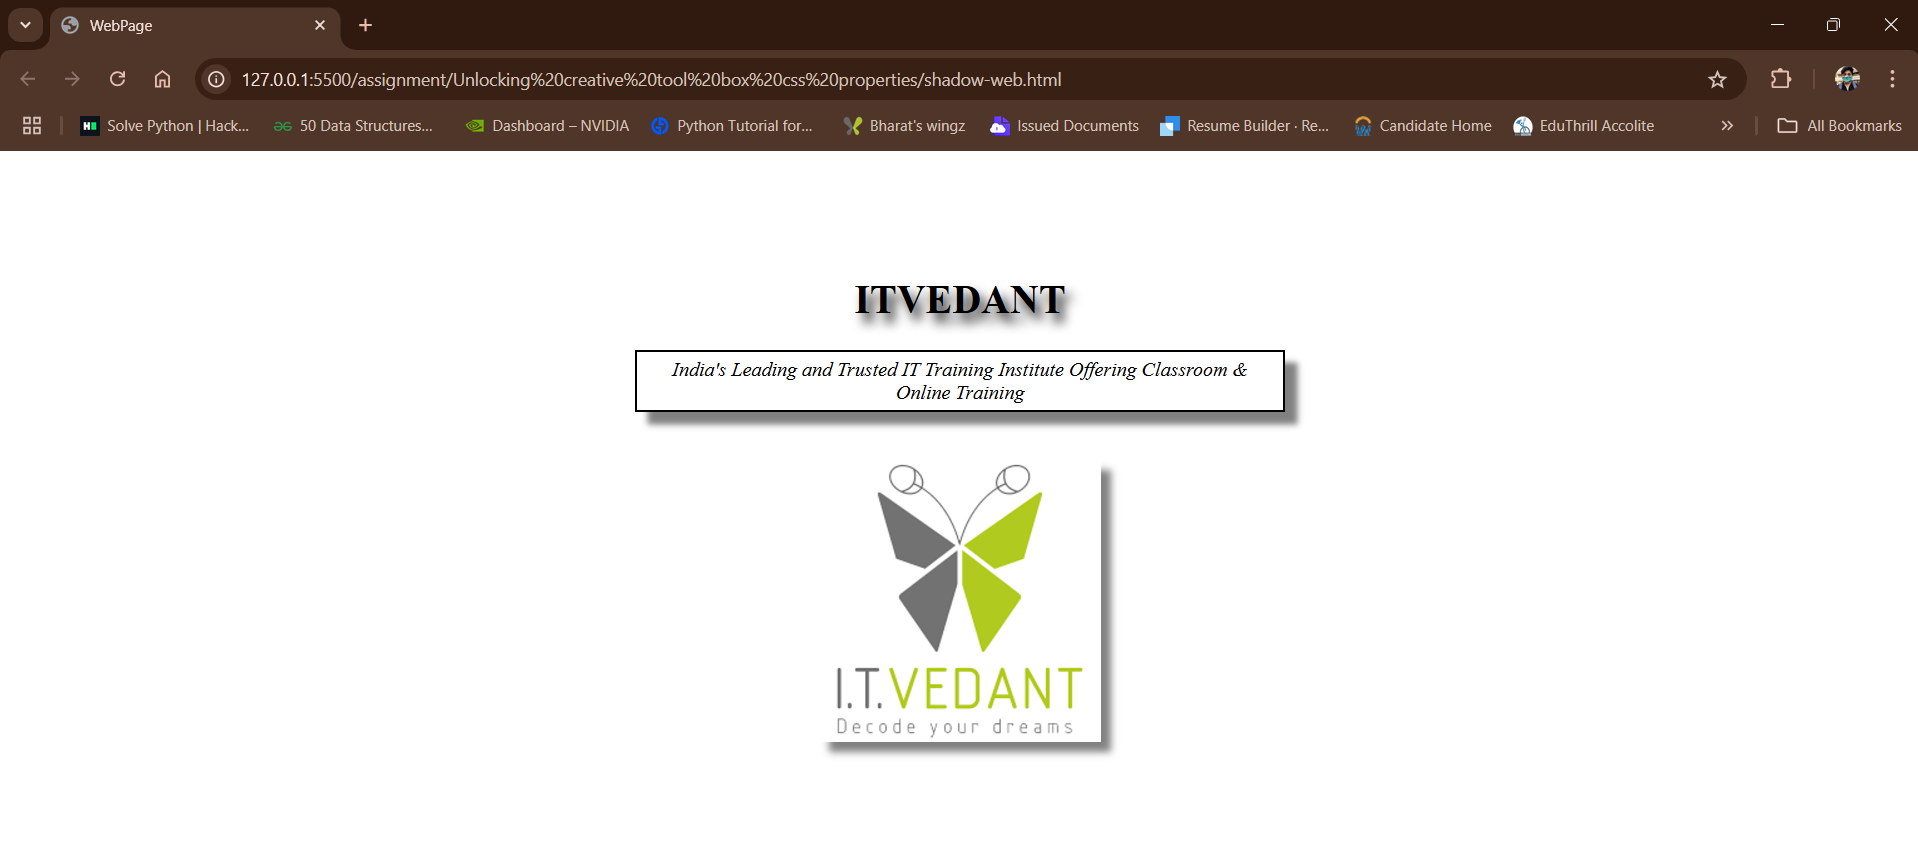 WebPage
127.0.0.1:5500/assignment/Unlocking%20creative%20tool%20box%20css%20properties/shadow-web.html
Solve Python | Hack... 50 Data Structures... Dashboard – NVIDIA Python Tutorial for... Bharat's wingz Issued Documents Resume Builder · Re... Candidate Home EduThrill Accolite All Bookmarks
ITVEDANT
India's Leading and Trusted IT Training Institute Offering Classroom &
Online Training
I.T.VEDANT
Decode your dreams